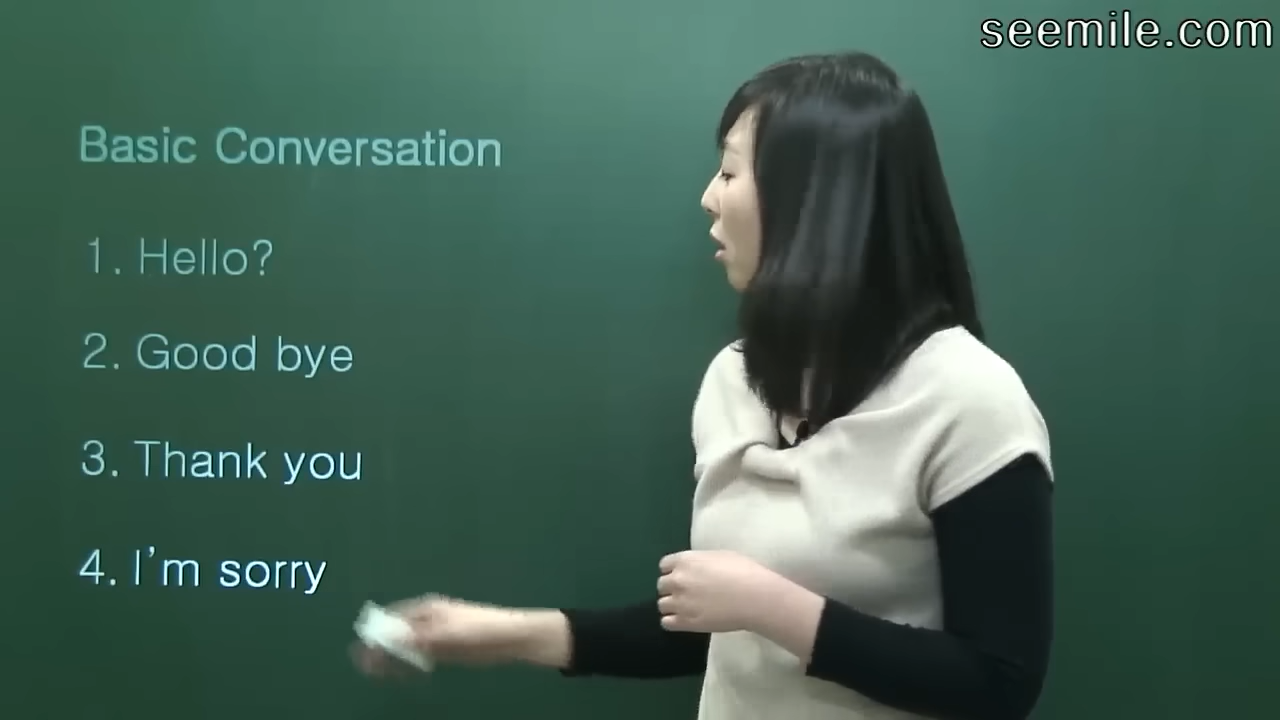 seemile.com
Basic Conversation
1. Hello?
2. Good bye
3. Thank you
4. I'm sorry